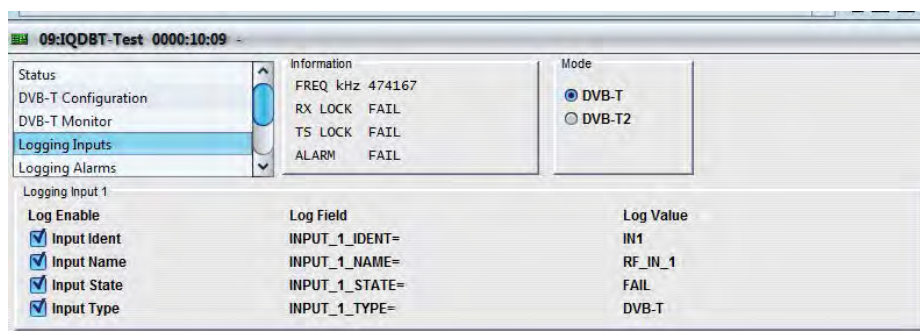 09:IQDBT-Test 0000:10:09 -
Status
DVB-T Configuration
DVB-T Monitor
Logging Inputs
Logging Alarms
Information
FREQ kHz 474167
RX LOCK FAIL
TS LOCK FAIL
ALARM FAIL
Mode
DVB-T
DVB-T2
Logging Input 1
Log Enable Log Field Log Value
Input Ident INPUT_1_IDENT= IN1
Input Name INPUT_1_NAME= RF_IN_1
Input State INPUT_1_STATE= FAIL
Input Type INPUT_1_TYPE= DVB-T